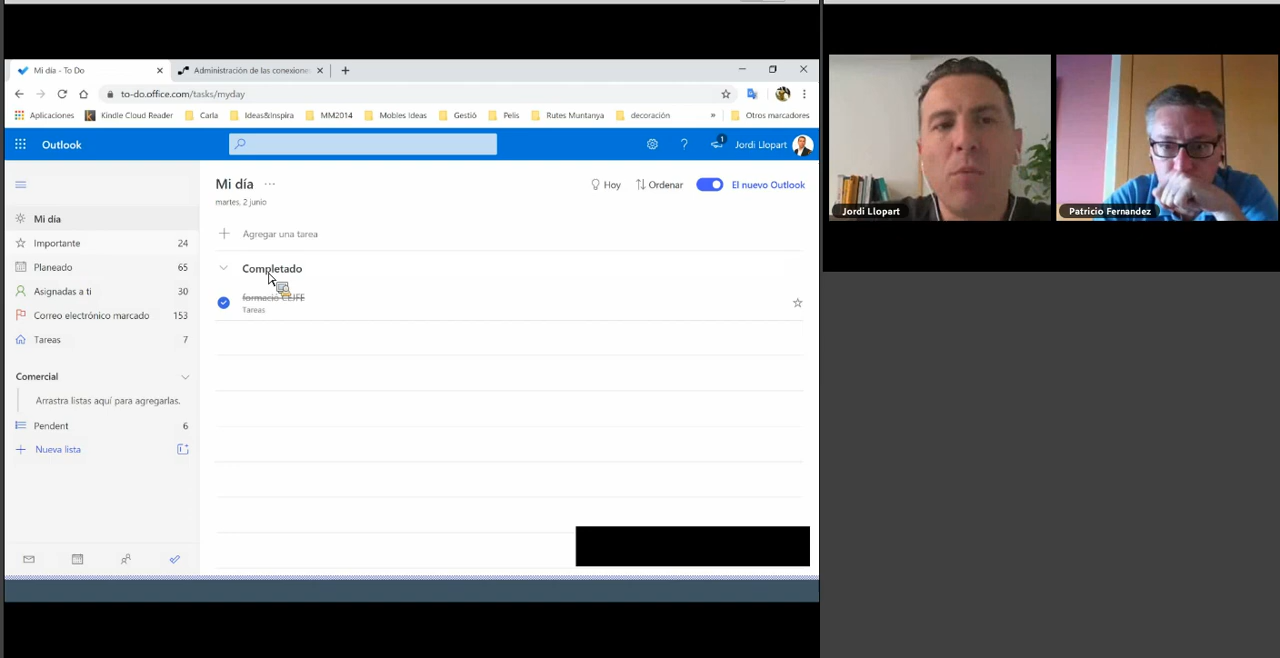 Mi día - To Do
Administración de las conexione
to-do.office.com/tasks/myday
Aplicaciones
Kindle Cloud Reader
Carla
Ideas&Inspira
MM2014
Mobles Ideas
Gestió
Pelis
Rutes Muntanya
decoración
»
Otros marcadores
Outlook
1
Jordi Llopart
Mi día
martes, 2 junio
Hoy
Ordenar
El nuevo Outlook
Mi día
Importante 24
Planeado 65
Asignadas a ti 30
Correo electrónico marcado 153
Tareas 7
Comercial
Arrastra listas aquí para agregarlas.
Pendent 6
Nueva lista
Agregar una tarea
Completado
formació
Tareas
Jordi Llopart
Patricio Fernandez